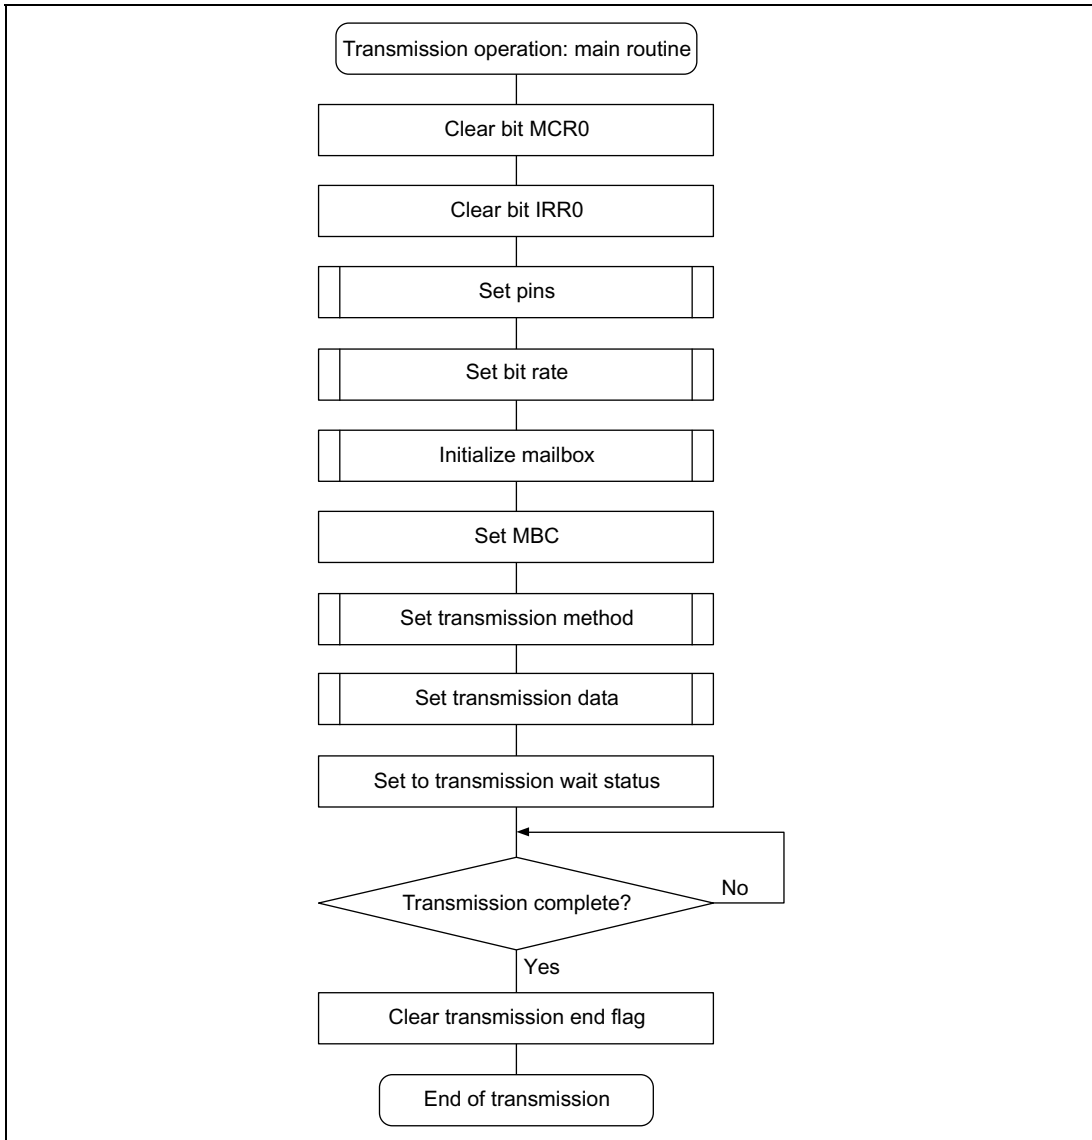 Transmission operation: main routine
Clear bit MCR0
Clear bit IRR0
Set pins
Set bit rate
Initialize mailbox
Set MBC
Set transmission method
Set transmission data
Set to transmission wait status
Transmission complete?
No
Yes
Clear transmission end flag
End of transmission